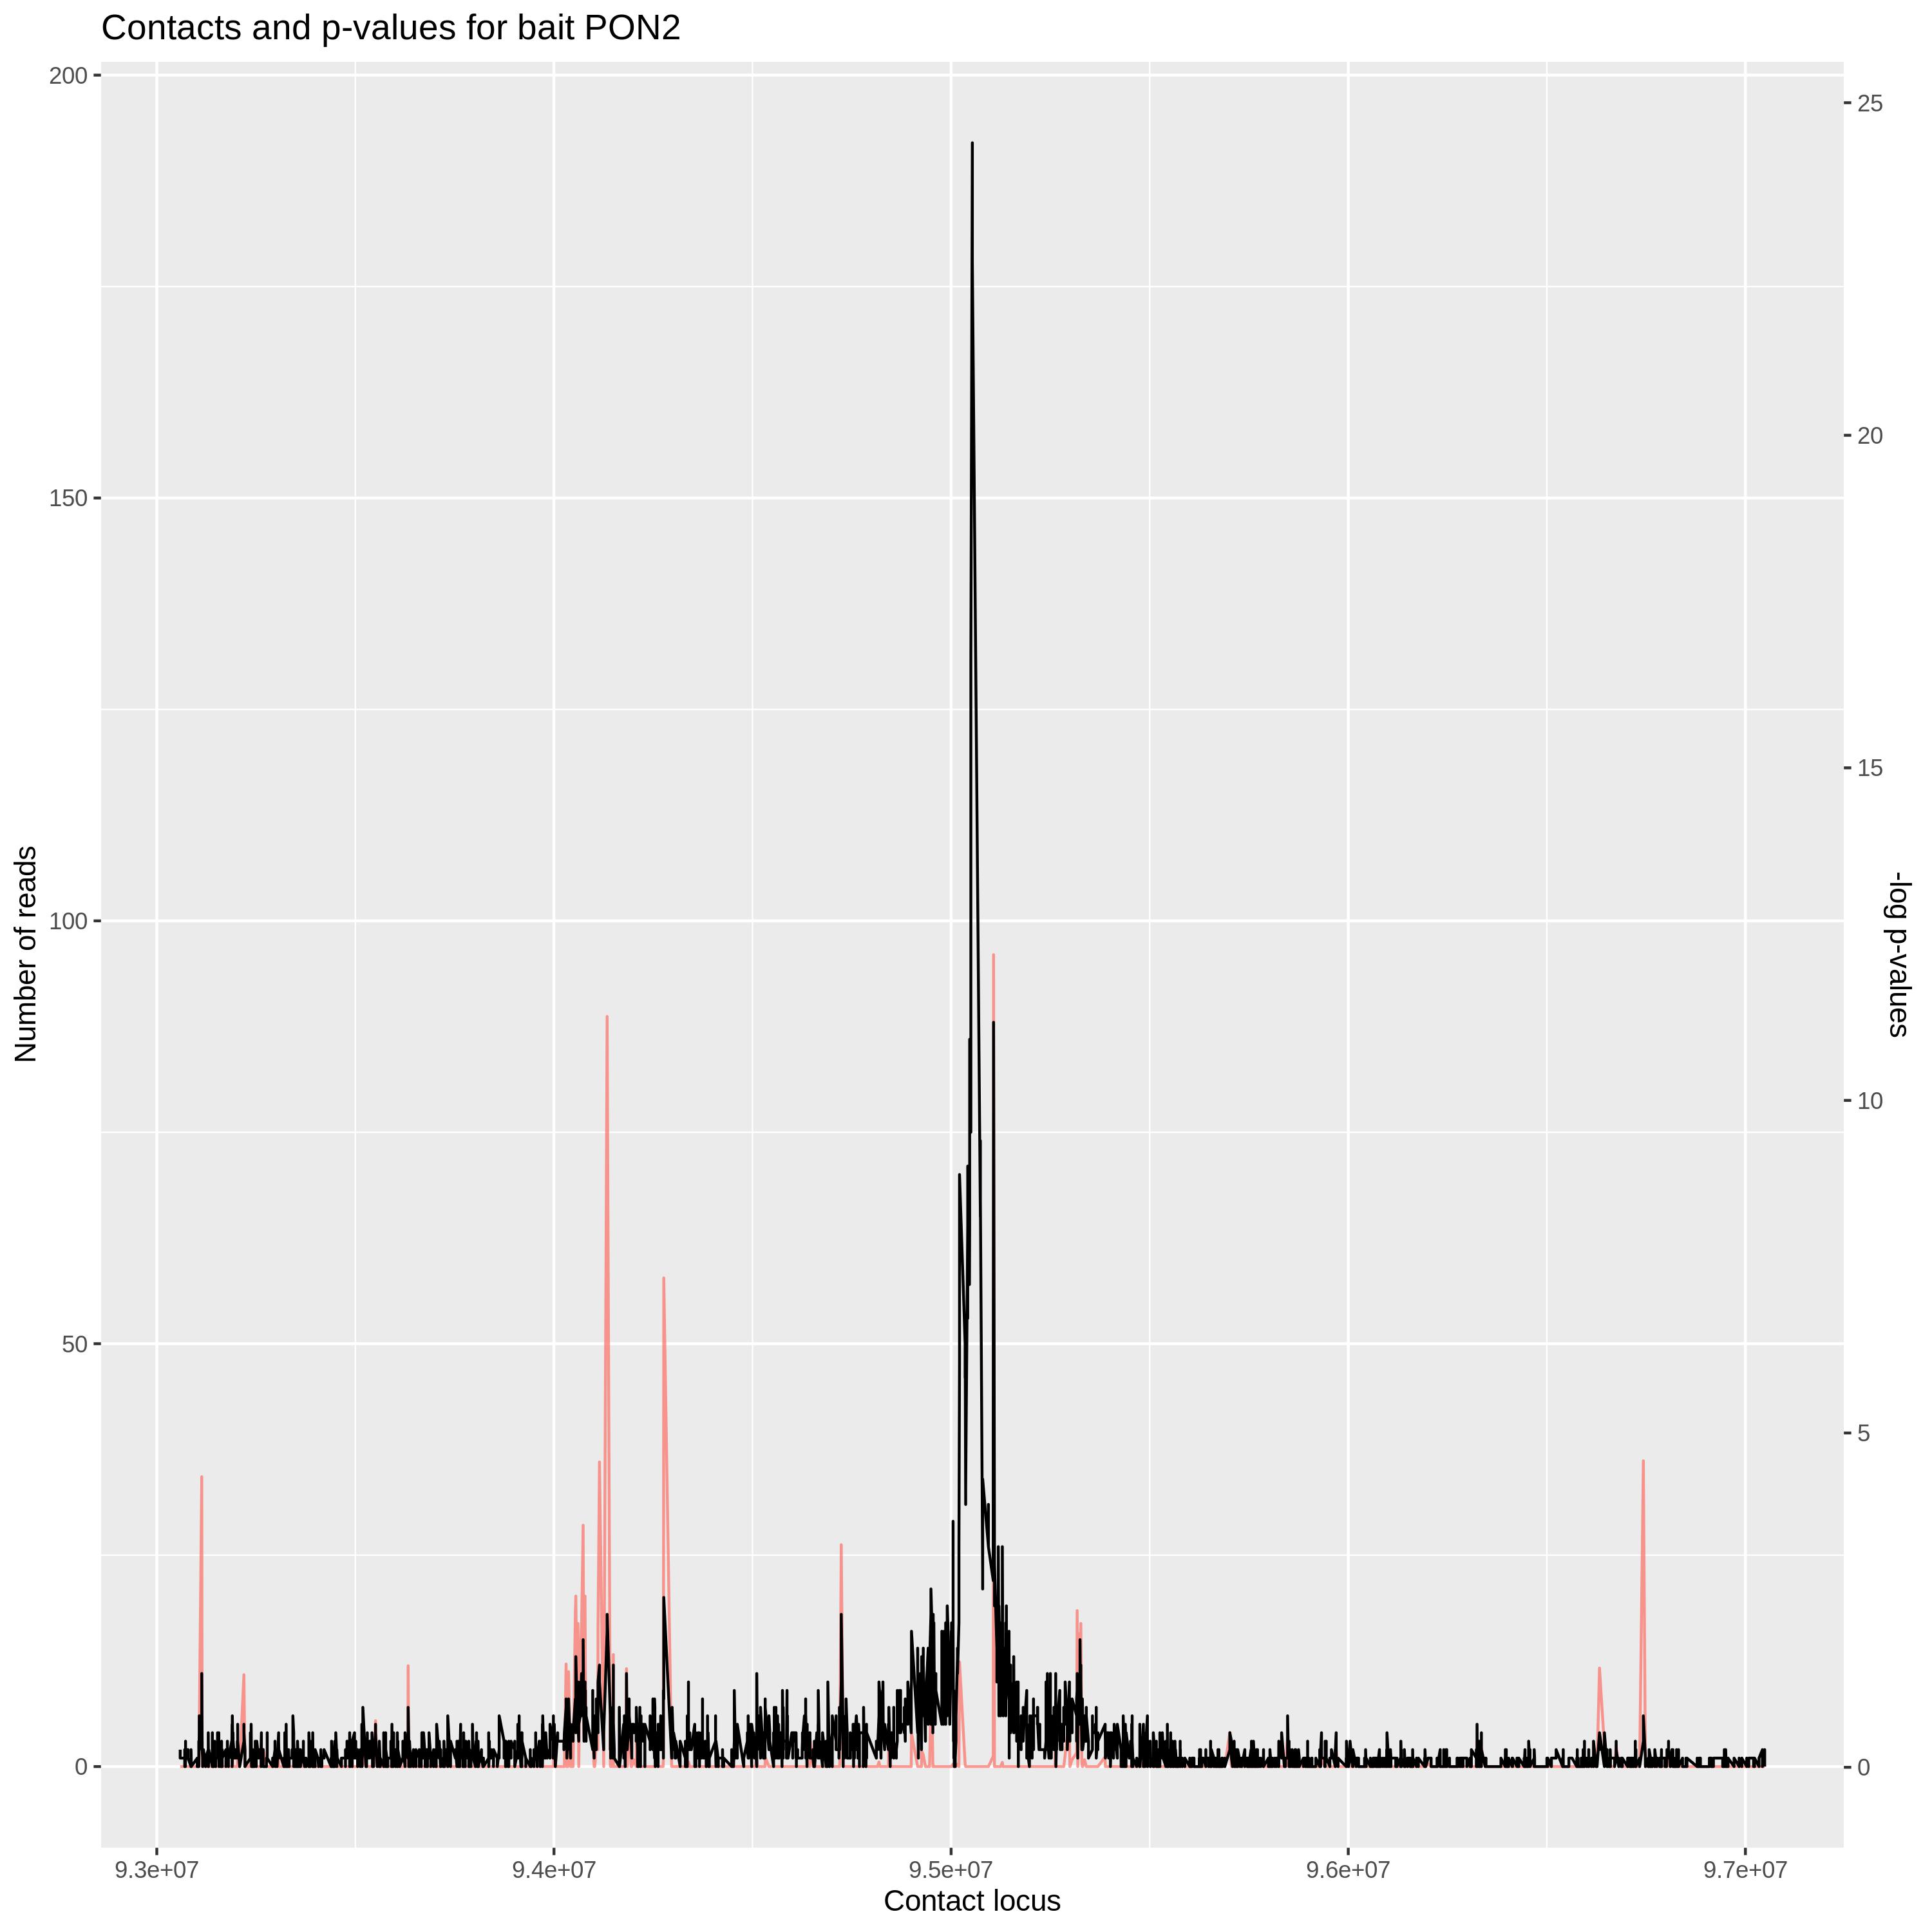 Contacts and p-values for bait PON2
200
150
100
50
0
Number of reads
25
20
15
10
5
0
-log p-values
9.3e+07
9.4e+07
9.5e+07
9.6e+07
9.7e+07
Contact locus